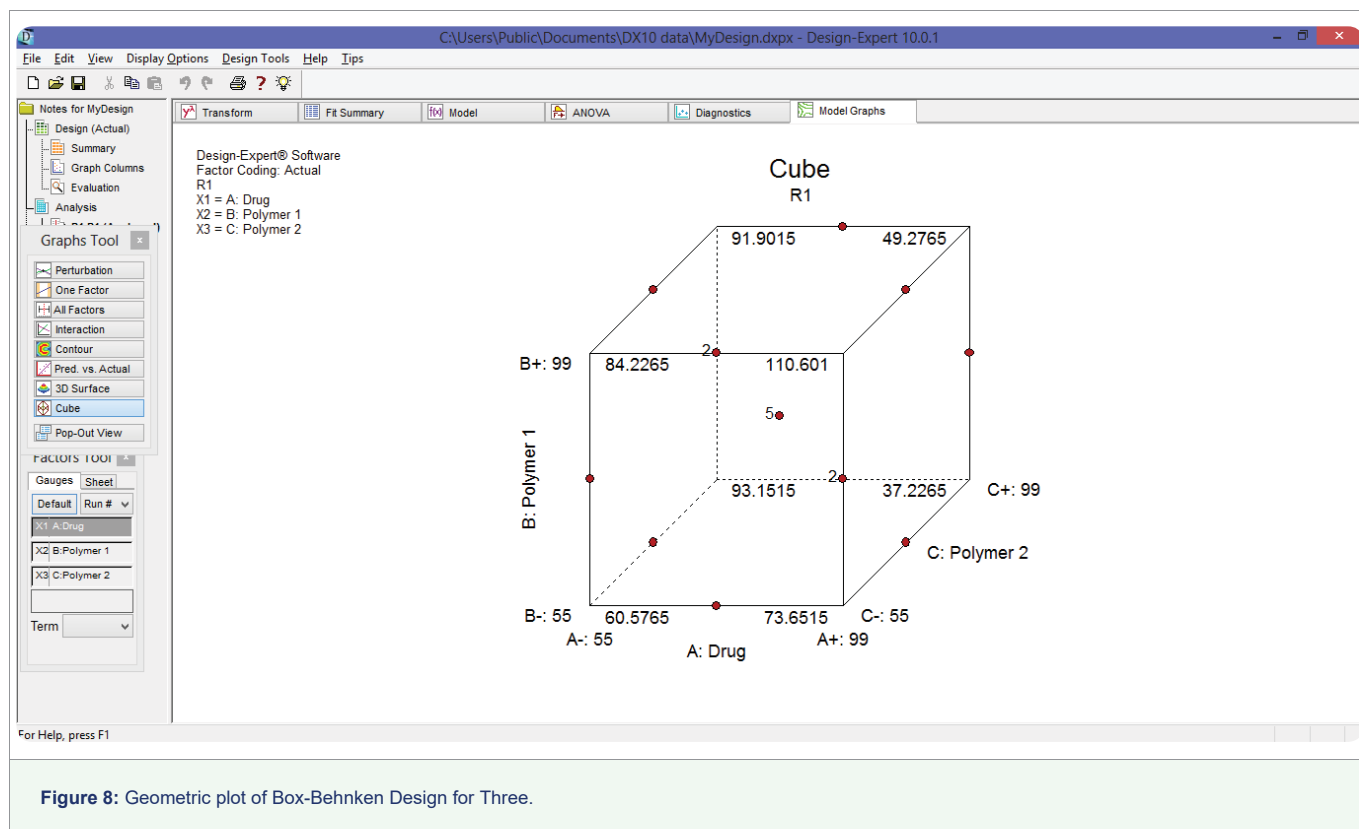 C:\Users\Public\Documents\DX10 data\MyDesign.dxpx - Design-Expert 10.0.1
File Edit View Display Options Design Tools Help Tips
Notes for MyDesign
Design (Actual)
Summary
Graph Columns
Evaluation
Analysis
Graphs Tool
Perturbation
One Factor
All Factors
Interaction
Contour
Pred. vs. Actual
3D Surface
Cube
Pop-Out View
Factors Tool
Gauges Sheet
Default Run #
X1 A:Drug
X2 B:Polymer 1
X3 C:Polymer 2
Term
Transform Fit Summary Model ANOVA Diagnostics Model Graphs
Design-Expert® Software
Factor Coding: Actual
R1
X1 = A: Drug
X2 = B: Polymer 1
X3 = C: Polymer 2
Cube
R1
91.9015 49.2765
2
B+: 99 84.2265 110.601
5
B: Polymer 1
2
93.1515 37.2265 C+: 99
C: Polymer 2
B-: 55 60.5765 73.6515 C-: 55
A-: 55 A+: 99
A: Drug
For Help, press F1
Figure 8: Geometric plot of Box-Behnken Design for Three.